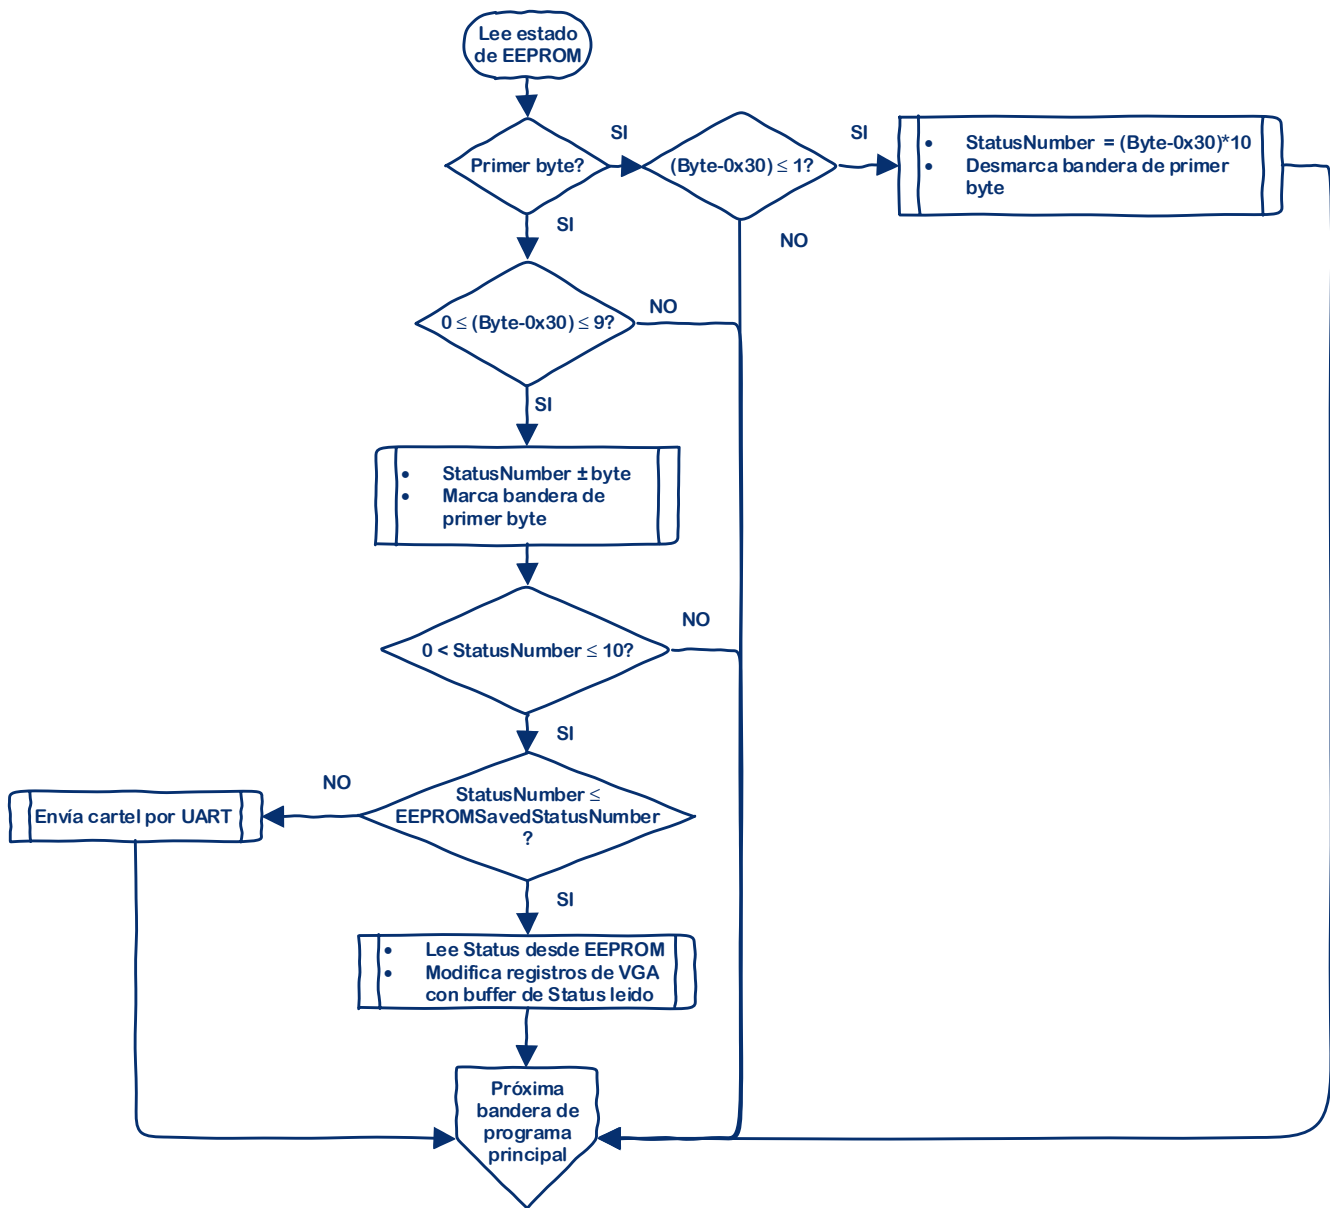 Lee estado
de EEPROM
Primer byte?
SI
(Byte-0x30) ≤ 1?
SI
• StatusNumber = (Byte-0x30)*10
• Desmarca bandera de primer
byte
SI
NO
0 ≤ (Byte-0x30) ≤ 9?
NO
SI
• StatusNumber ± byte
• Marca bandera de
primer byte
0 < StatusNumber ≤ 10?
NO
SI
StatusNumber ≤
EEPROMSavedStatusNumber
?
NO
Envía cartel por UART
SI
• Lee Status desde EEPROM
• Modifica registros de VGA
con buffer de Status leido
Próxima
bandera de
programa
principal